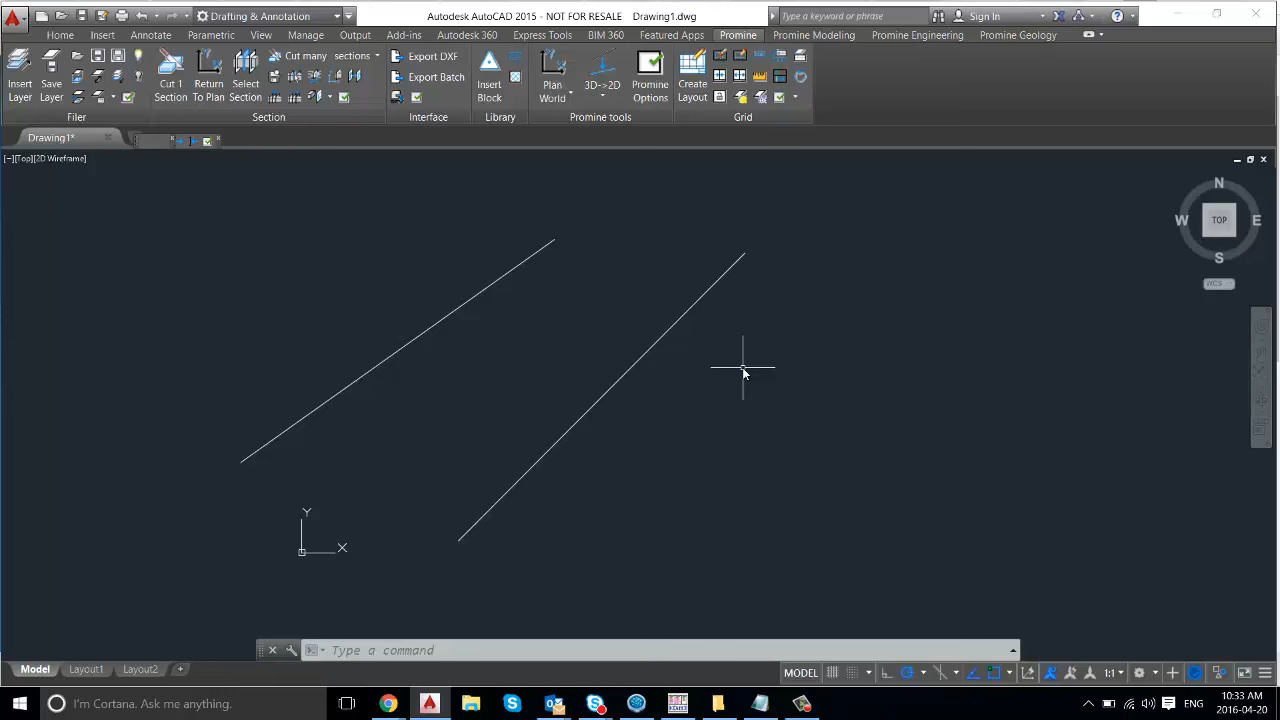 Drafting & Annotation
Autodesk AutoCAD 2015 - NOT FOR RESALE Drawing1.dwg
Type a keyword or phrase
Sign In
Home Insert Annotate Parametric View Manage Output Add-ins Autodesk 360 Express Tools BIM 360 Featured Apps Promine Promine Modeling Promine Engineering Promine Geology
Insert Layer
Save Layer
Filer
Cut 1 Section
Return To Plan
Select Section
Cut many sections
Section
Export DXF
Export Batch
Interface
Insert Block
Library
Plan World
3D->2D
Promine Options
Promine tools
Create Layout
Grid
Drawing1*
[–][Top][2D Wireframe]
N
W TOP E
S
WCS
Y
X
Type a command
Model Layout1 Layout2 +
MODEL
1:1
I'm Cortana. Ask me anything.
ENG
10:33 AM
2016-04-20